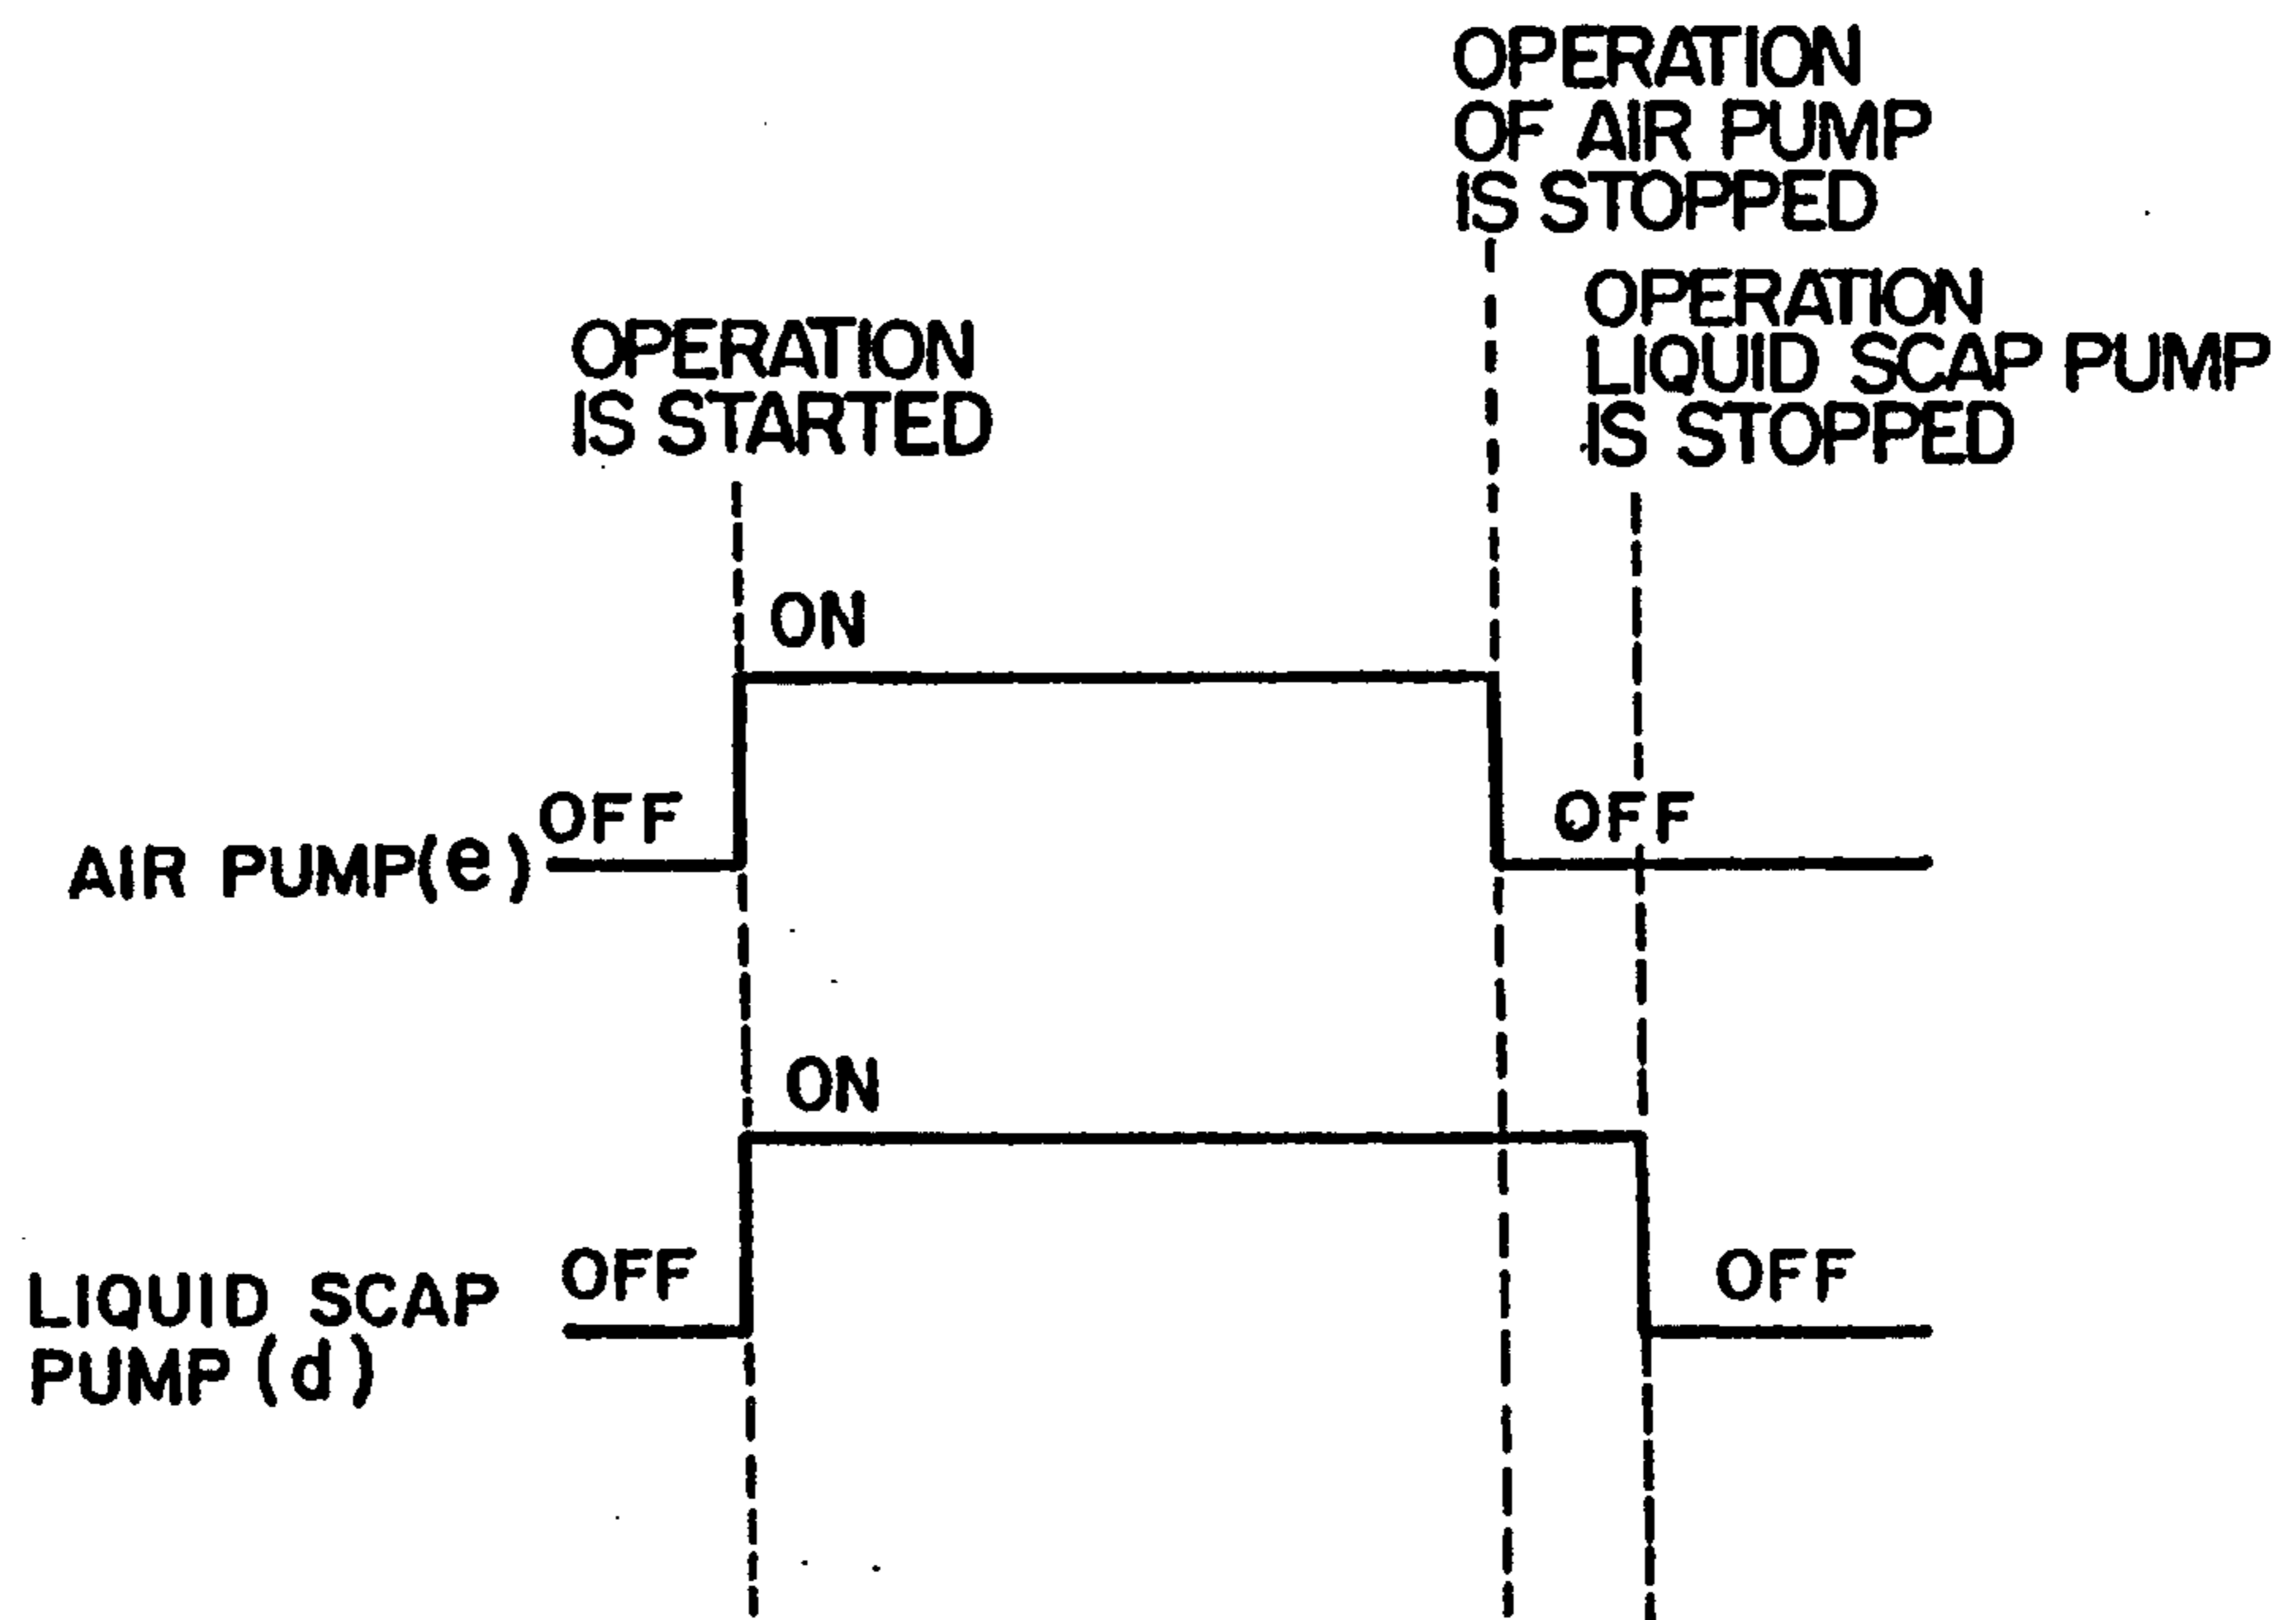 OPERATION
OF AIR PUMP
IS STOPPED
OPERATION
LIQUID SCAP PUMP
IS STOPPED
OPERATION
IS STARTED
ON
OFF
OFF
AIR PUMP(e)
ON
OFF
OFF
LIQUID SCAP
PUMP (d)